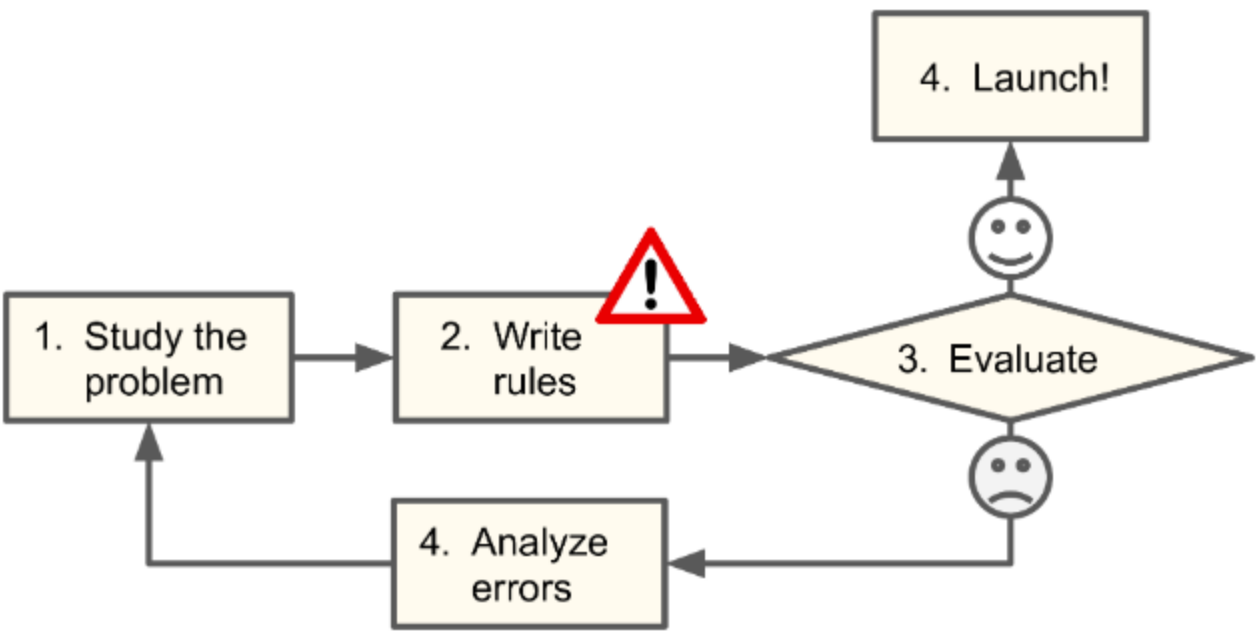 4. Launch!
!
1. Study the
problem
2. Write
rules
3. Evaluate
4. Analyze
errors